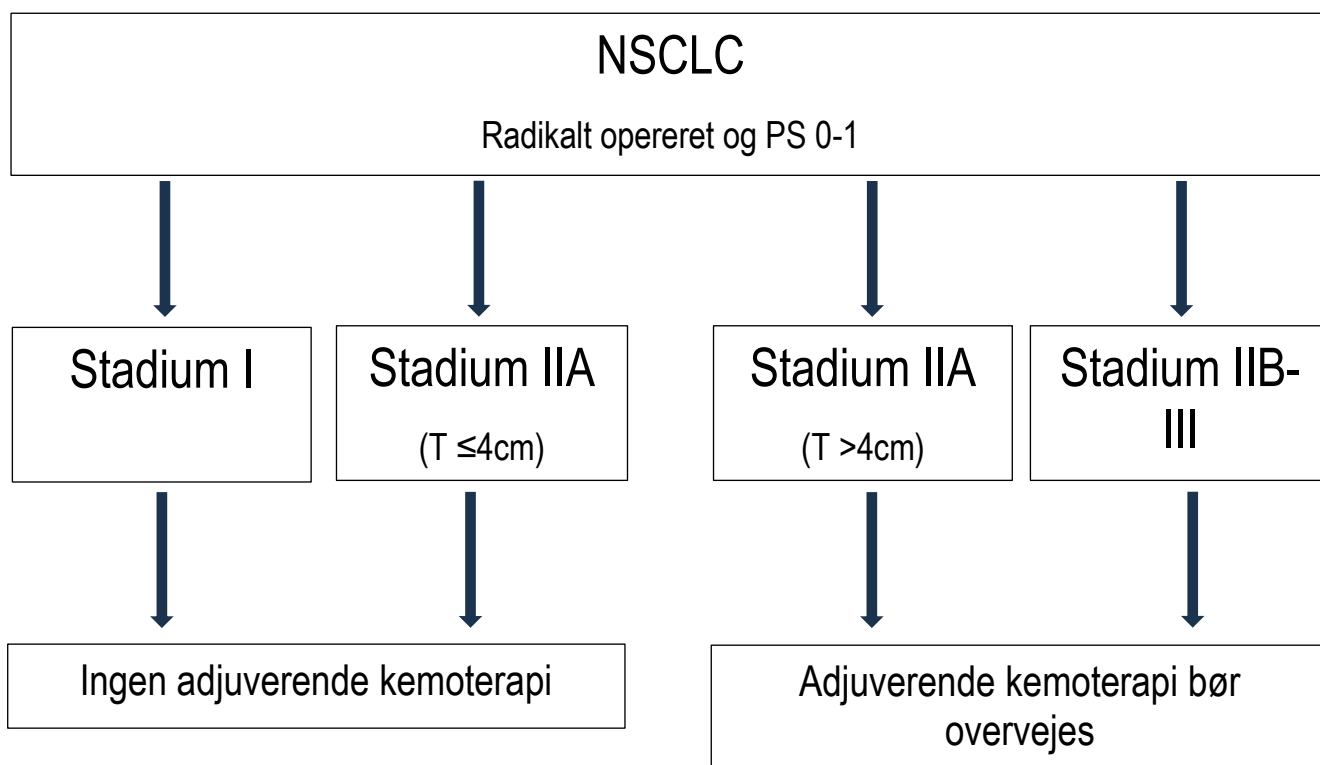 NSCLC
Radikalt opereret og PS 0-1
Stadium I
Stadium IIA
(T ≤4cm)
Stadium IIA
(T >4cm)
Stadium IIB-
III
Ingen adjuverende kemoterapi
Adjuverende kemoterapi bør
overvejes